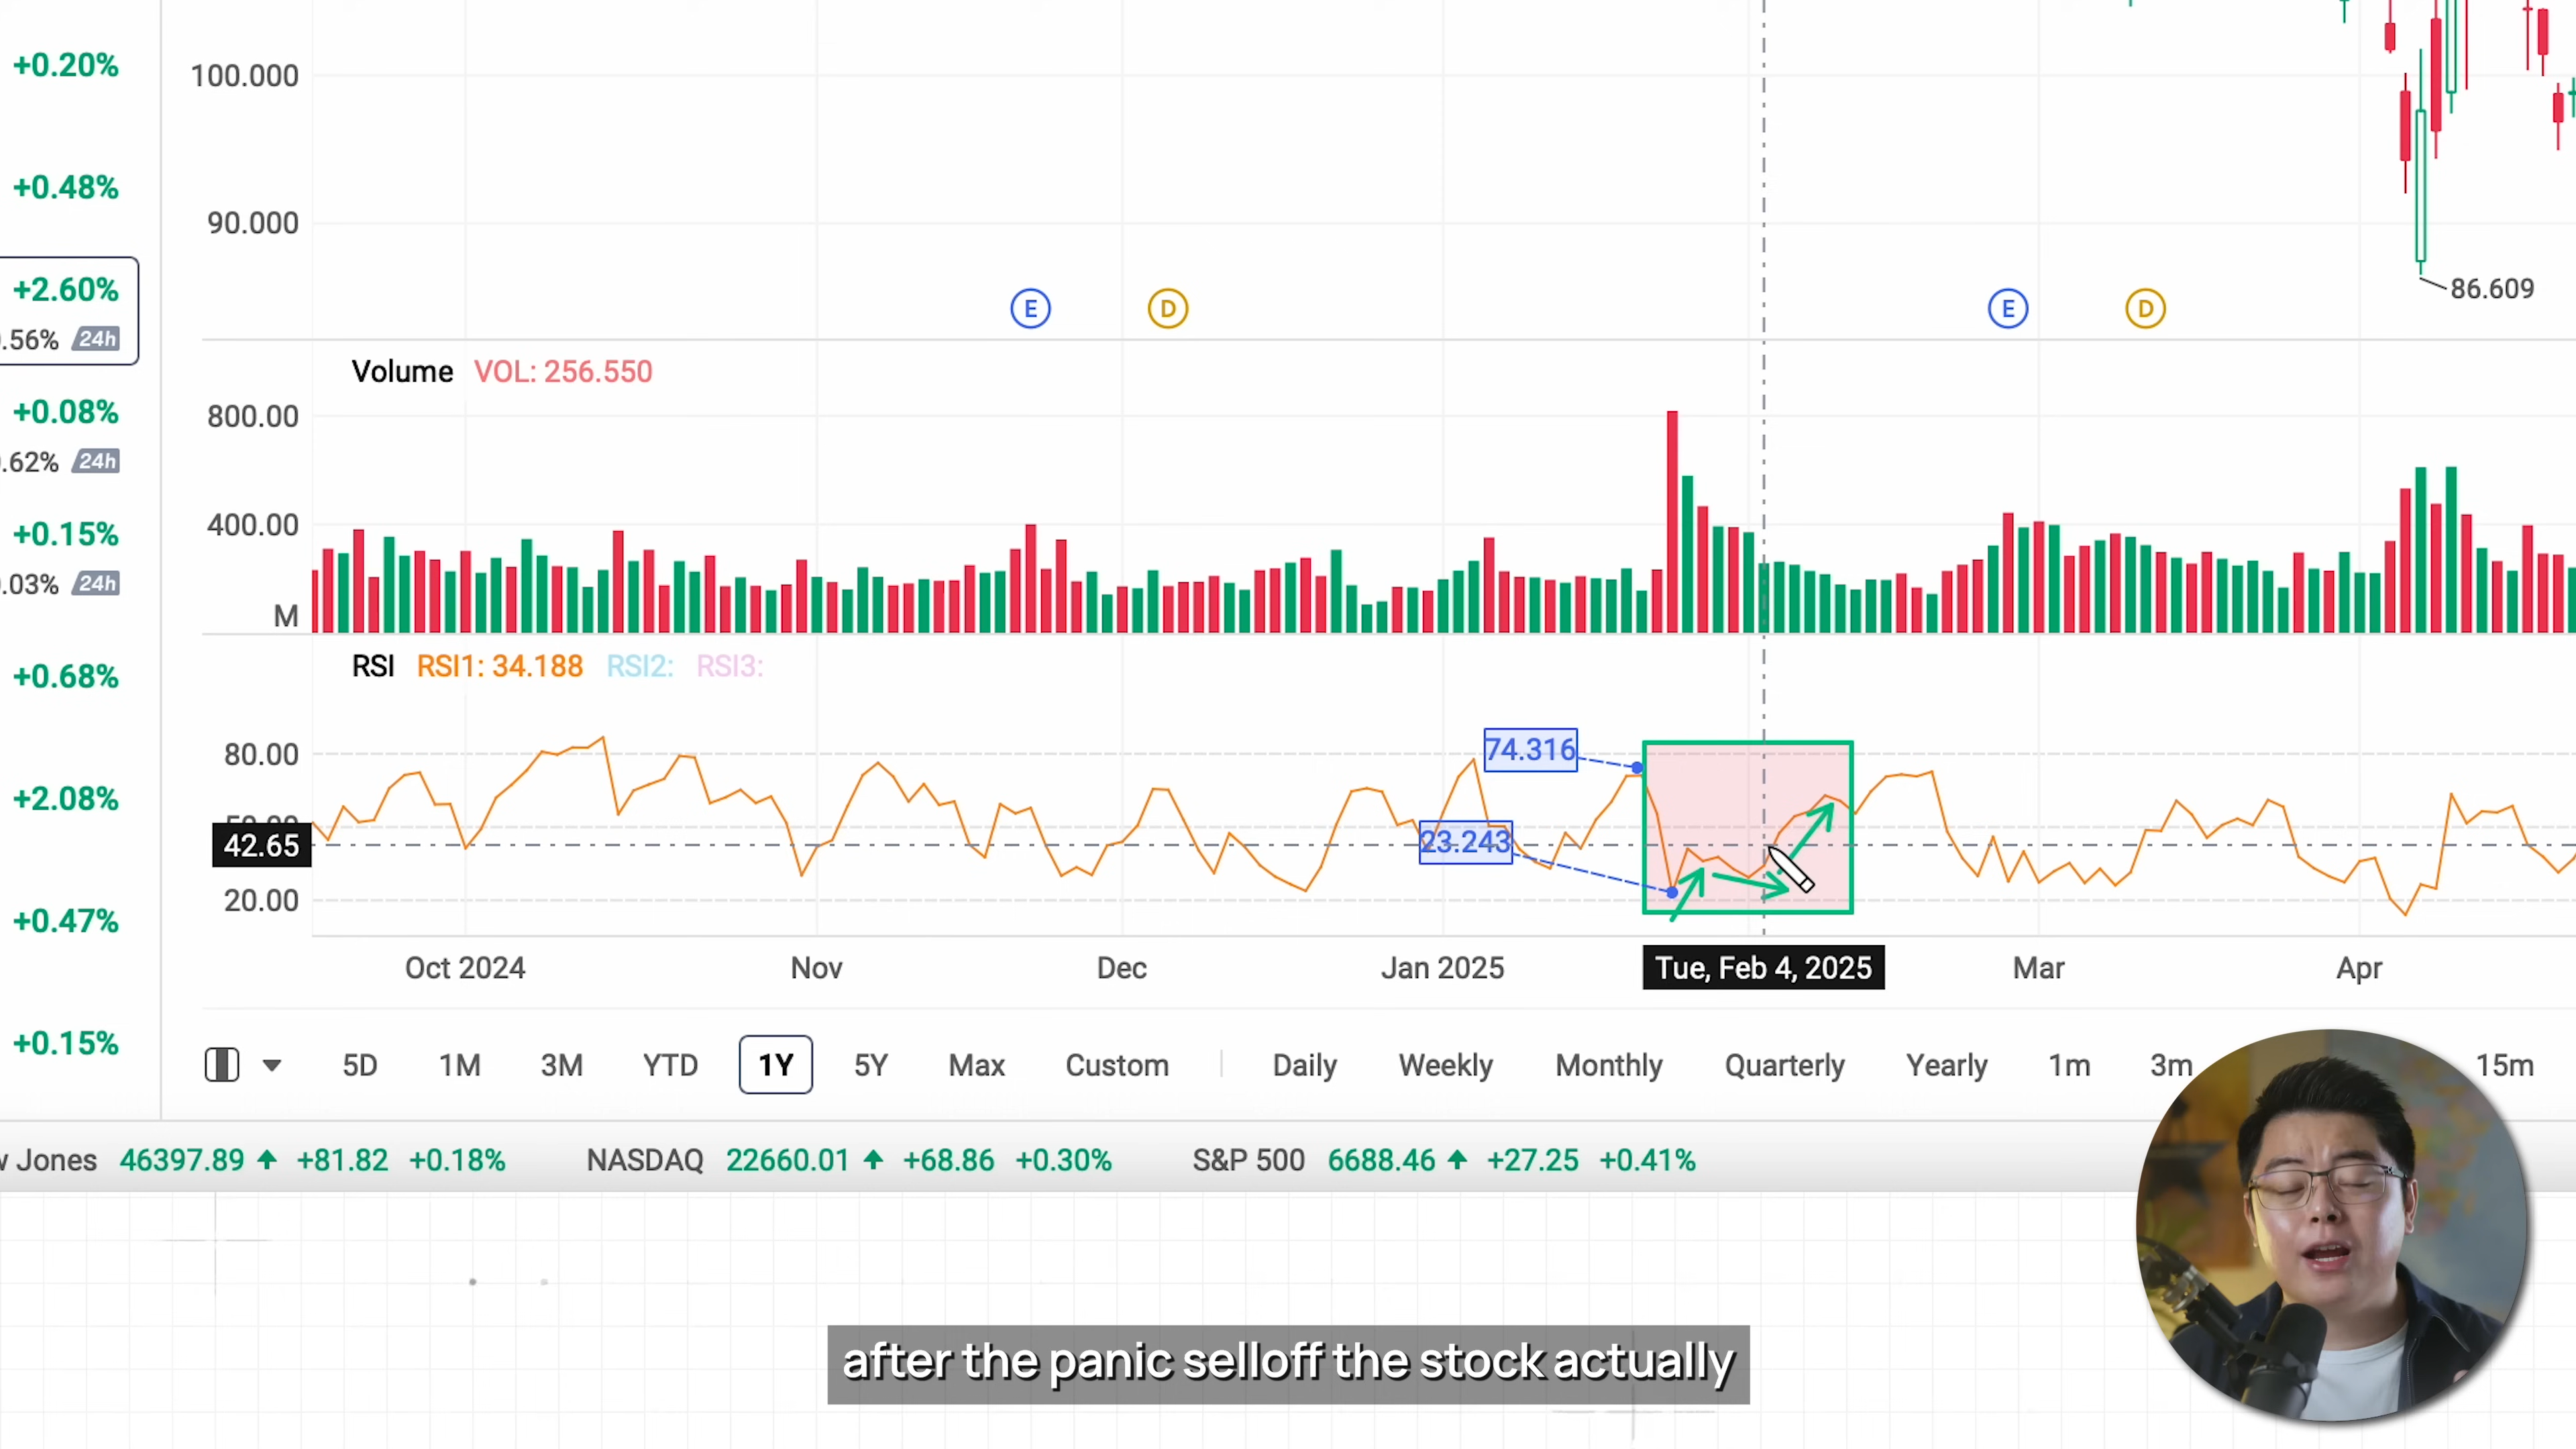 +0.20%
+0.48%
+2.60%
.56% 24h
+0.08%
.62% 24h
+0.15%
.03% 24h
+0.68%
+2.08%
+0.47%
+0.15%
100.000
90.000
E D E D
86.609
Volume VOL: 256.550
800.00
400.00
M
RSI RSI1: 34.188 RSI2: RSI3:
80.00
74.316
42.65
23.243
20.00
Oct 2024 Nov Dec Jan 2025 Tue, Feb 4, 2025 Mar Apr
5D 1M 3M YTD 1Y 5Y Max Custom Daily Weekly Monthly Quarterly Yearly 1m 3m 15m
Jones 46397.89 +81.82 +0.18% NASDAQ 22660.01 +68.86 +0.30% S&P 500 6688.46 +27.25 +0.41%
after the panic selloff the stock actually